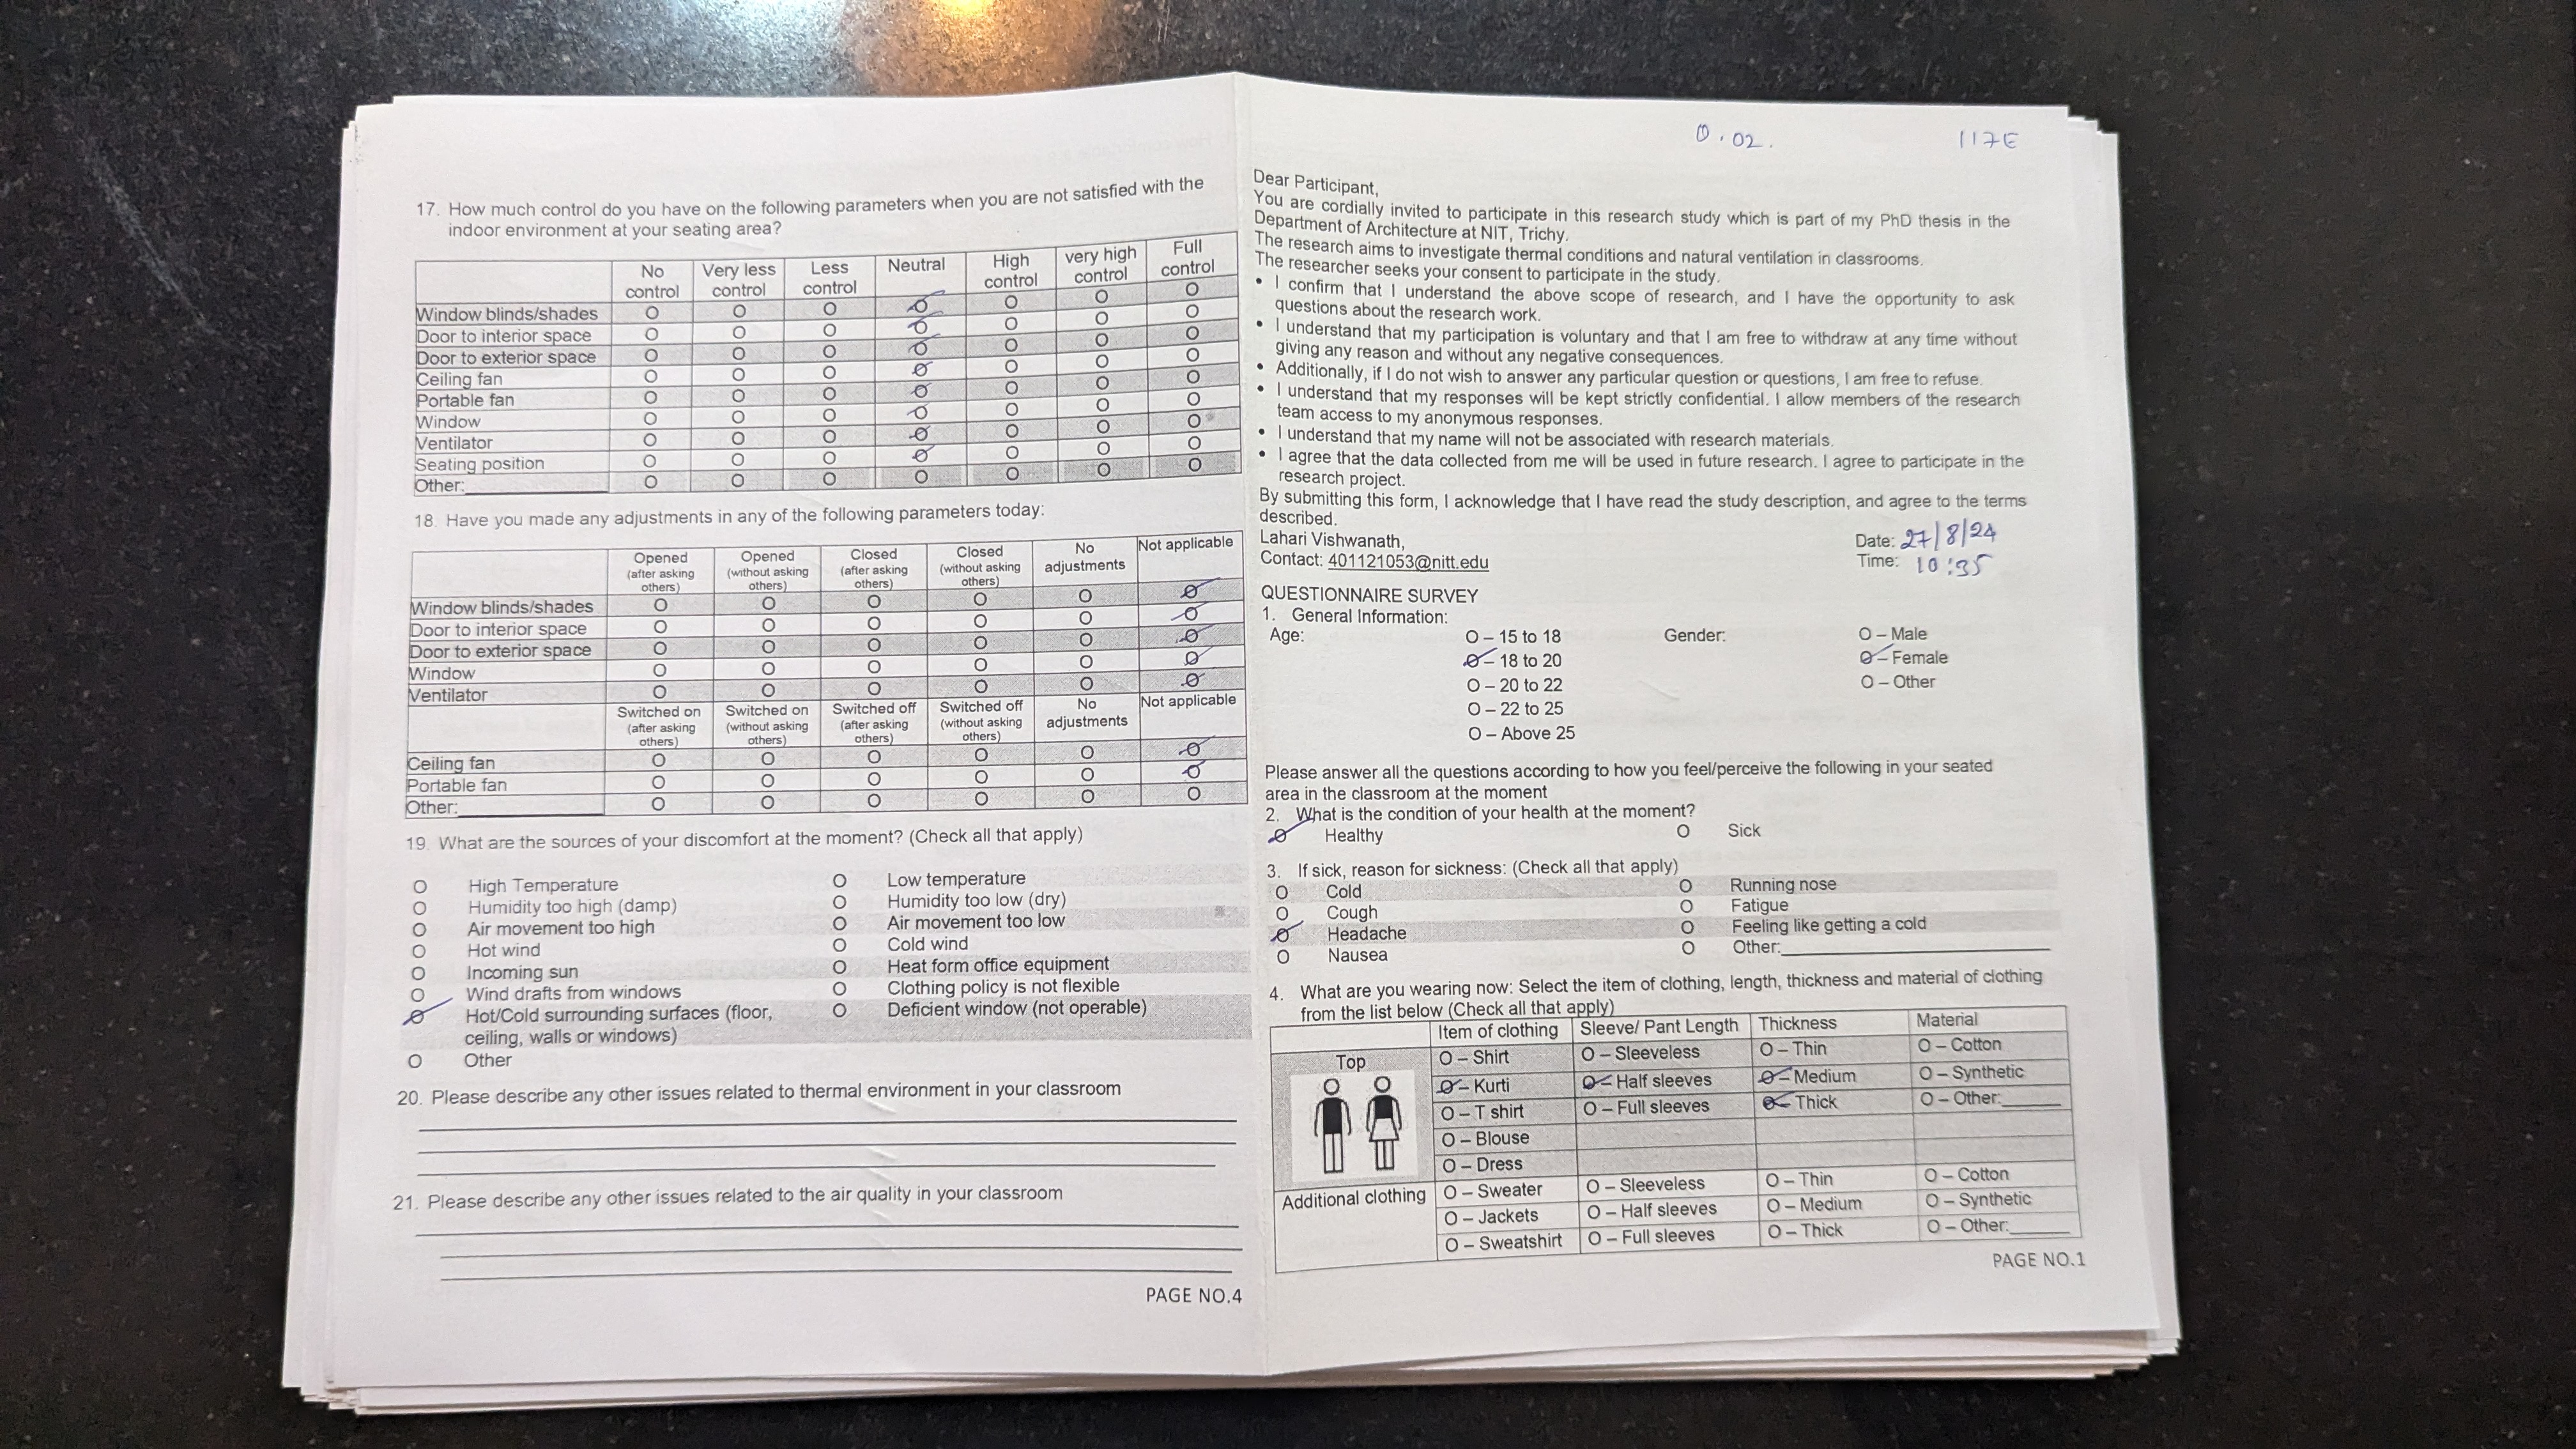 17. How much control do you have on the following parameters when you are not satisfied with the
indoor environment at your seating area?
No control Very less control Less control Neutral High control very high control Full control
Window blinds/shades O O O O O O O
Door to interior space O O O O O O O
Door to exterior space O O O O O O O
Ceiling fan O O O O O O O
Portable fan O O O O O O O
Window O O O O O O O
Ventilator O O O O O O O
Seating position O O O O O O O
Other: O O O O O O O
18. Have you made any adjustments in any of the following parameters today:
Opened (after asking others) Opened (without asking others) Closed (after asking others) Closed (without asking others) No adjustments Not applicable
Window blinds/shades O O O O O O
Door to interior space O O O O O O
Door to exterior space O O O O O O
Window O O O O O O
Ventilator O O O O O O
Switched on (after asking others) Switched on (without asking others) Switched off (after asking others) Switched off (without asking others) No adjustments Not applicable
Ceiling fan O O O O O O
Portable fan O O O O O O
Other: O O O O O O
19. What are the sources of your discomfort at the moment? (Check all that apply)
O High Temperature O Low temperature
O Humidity too high (damp) O Humidity too low (dry)
O Air movement too high O Air movement too low
O Hot wind O Cold wind
O Incoming sun O Heat form office equipment
O Wind drafts from windows O Clothing policy is not flexible
O Hot/Cold surrounding surfaces (floor, O Deficient window (not operable)
ceiling, walls or windows)
O Other
20. Please describe any other issues related to thermal environment in your classroom
21. Please describe any other issues related to the air quality in your classroom
PAGE NO.4
0.02. 117E
Dear Participant,
You are cordially invited to participate in this research study which is part of my PhD thesis in the
Department of Architecture at NIT, Trichy.
The research aims to investigate thermal conditions and natural ventilation in classrooms.
The researcher seeks your consent to participate in the study.
• I confirm that I understand the above scope of research, and I have the opportunity to ask
questions about the research work.
• I understand that my participation is voluntary and that I am free to withdraw at any time without
giving any reason and without any negative consequences.
• Additionally, if I do not wish to answer any particular question or questions, I am free to refuse.
• I understand that my responses will be kept strictly confidential. I allow members of the research
team access to my anonymous responses.
• I understand that my name will not be associated with research materials.
• I agree that the data collected from me will be used in future research. I agree to participate in the
research project.
By submitting this form, I acknowledge that I have read the study description, and agree to the terms
described.
Lahari Vishwanath, Date: 27/8/24
Contact: 401121053@nitt.edu Time: 10:35
QUESTIONNAIRE SURVEY
1. General Information:
Age: O – 15 to 18 Gender: O – Male
O – 18 to 20 O – Female
O – 20 to 22 O – Other
O – 22 to 25
O – Above 25
Please answer all the questions according to how you feel/perceive the following in your seated
area in the classroom at the moment
2. What is the condition of your health at the moment?
O Healthy O Sick
3. If sick, reason for sickness: (Check all that apply)
O Cold O Running nose
O Cough O Fatigue
O Headache O Feeling like getting a cold
O Nausea O Other:
4. What are you wearing now: Select the item of clothing, length, thickness and material of clothing
from the list below (Check all that apply)
Item of clothing Sleeve/ Pant Length Thickness Material
Top O – Shirt O – Sleeveless O – Thin O – Cotton
O – Kurti O – Half sleeves O – Medium O – Synthetic
O – T shirt O – Full sleeves O – Thick O – Other:
O – Blouse
O – Dress
Additional clothing O – Sweater O – Sleeveless O – Thin O – Cotton
O – Jackets O – Half sleeves O – Medium O – Synthetic
O – Sweatshirt O – Full sleeves O – Thick O – Other:
PAGE NO.1